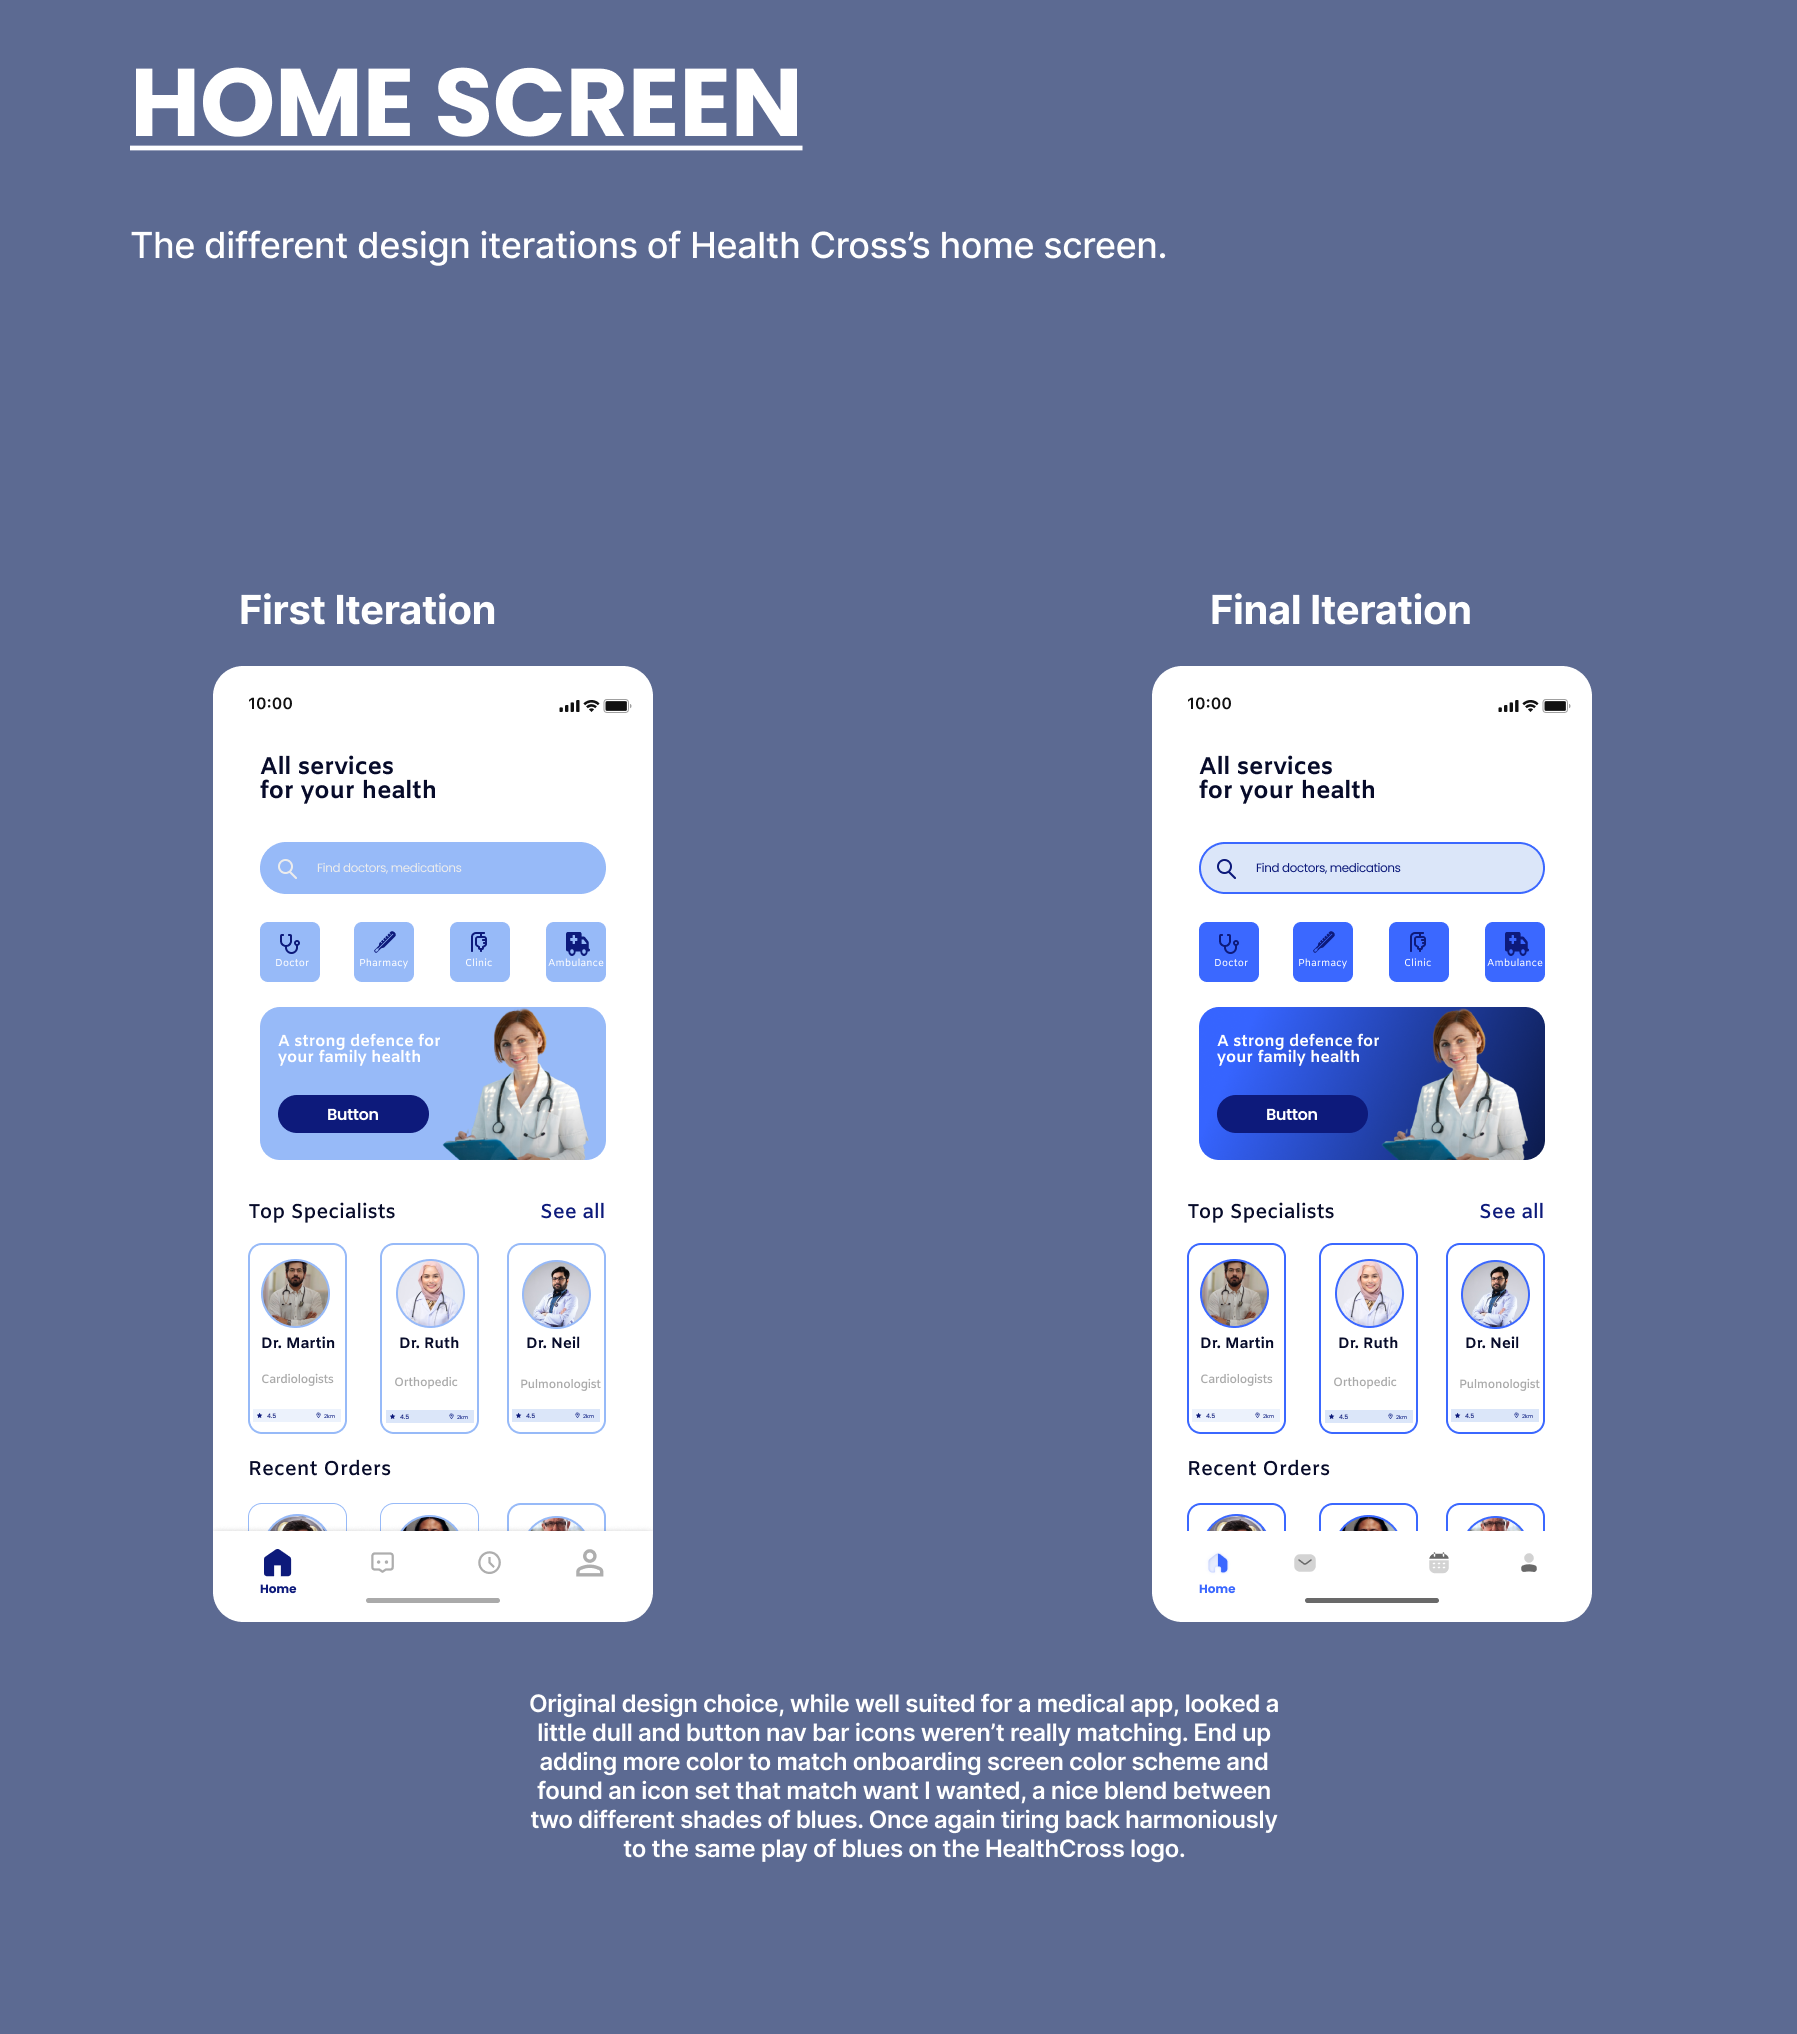 HOME SCREEN
The different design iterations of Health Cross’s home screen.
First Iteration
10:00
All services
for your health
Find doctors, medications
Doctor
Pharmacy
Clinic
Ambulance
A strong defence for
your family health
Button
Top Specialists
See all
Dr. Martin
Cardiologists
4.5
2km
Dr. Ruth
Orthopedic
4.5
2km
Dr. Neil
Pulmonologist
4.5
2km
Recent Orders
Home
Final Iteration
10:00
All services
for your health
Find doctors, medications
Doctor
Pharmacy
Clinic
Ambulance
A strong defence for
your family health
Button
Top Specialists
See all
Dr. Martin
Cardiologists
4.5
2km
Dr. Ruth
Orthopedic
4.5
2km
Dr. Neil
Pulmonologist
4.5
2km
Recent Orders
Home
Original design choice, while well suited for a medical app, looked a
little dull and button nav bar icons weren’t really matching. End up
adding more color to match onboarding screen color scheme and
found an icon set that match want I wanted, a nice blend between
two different shades of blues. Once again tiring back harmoniously
to the same play of blues on the HealthCross logo.